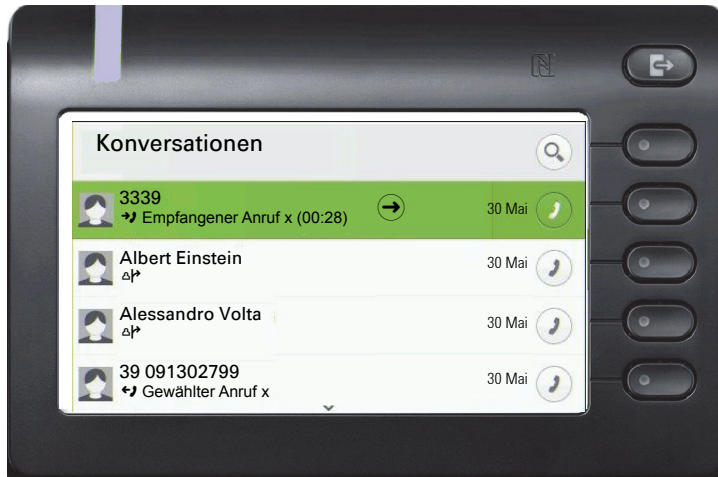 Konversationen
3339
Empfangener Anruf x (00:28)
30 Mai
Albert Einstein
30 Mai
Alessandro Volta
30 Mai
39 091302799
Gewählter Anruf x
30 Mai